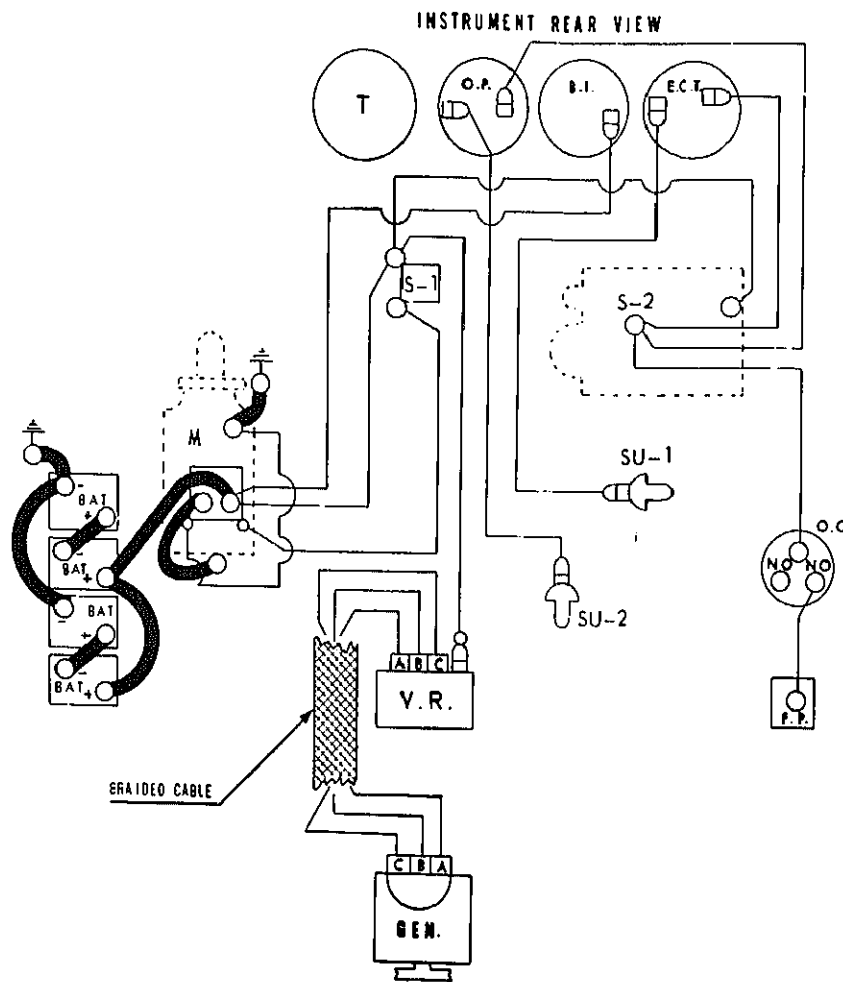 INSTRUMENT REAR VIEW
T
O.P.
B.I.
E.C.T.
S-1
S-2
M
SU-1
-
BAT
+
-
BAT
+
O.O
NO
NO
SU-2
-
BAT
+
-
BAT
+
A B C
V.R.
F.P.
BRAIDED CABLE
C B A
GEN.